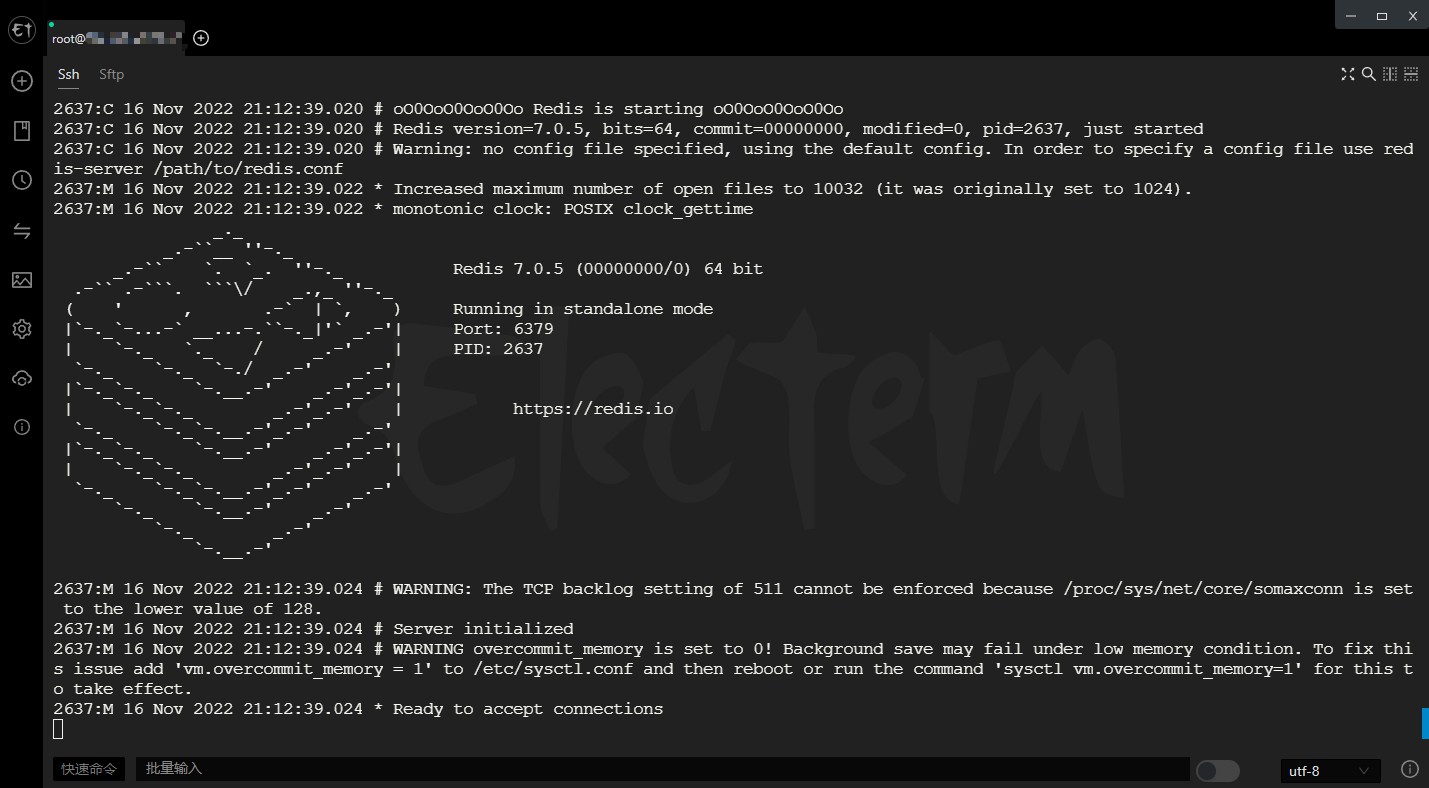 root@
Ssh Sftp
2637:C 16 Nov 2022 21:12:39.020 # oO0OoO0OoO0Oo Redis is starting oO0OoO0OoO0Oo
2637:C 16 Nov 2022 21:12:39.020 # Redis version=7.0.5, bits=64, commit=00000000, modified=0, pid=2637, just started
2637:C 16 Nov 2022 21:12:39.020 # Warning: no config file specified, using the default config. In order to specify a config file use red
is-server /path/to/redis.conf
2637:M 16 Nov 2022 21:12:39.022 * Increased maximum number of open files to 10032 (it was originally set to 1024).
2637:M 16 Nov 2022 21:12:39.022 * monotonic clock: POSIX clock_gettime
Redis 7.0.5 (00000000/0) 64 bit
Running in standalone mode
Port: 6379
PID: 2637
https://redis.io
Electerm
2637:M 16 Nov 2022 21:12:39.024 # WARNING: The TCP backlog setting of 511 cannot be enforced because /proc/sys/net/core/somaxconn is set
 to the lower value of 128.
2637:M 16 Nov 2022 21:12:39.024 # Server initialized
2637:M 16 Nov 2022 21:12:39.024 # WARNING overcommit_memory is set to 0! Background save may fail under low memory condition. To fix thi
s issue add 'vm.overcommit_memory = 1' to /etc/sysctl.conf and then reboot or run the command 'sysctl vm.overcommit_memory=1' for this t
o take effect.
2637:M 16 Nov 2022 21:12:39.024 * Ready to accept connections
快速命令 批量输入 utf-8